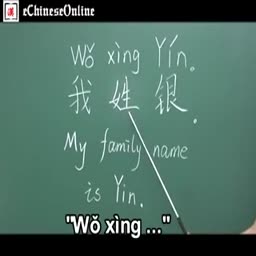 eChineseOnline
Wǒ xìng Yín。
我 姓 银.
My family name
is Yin.
"Wǒ xìng ..."